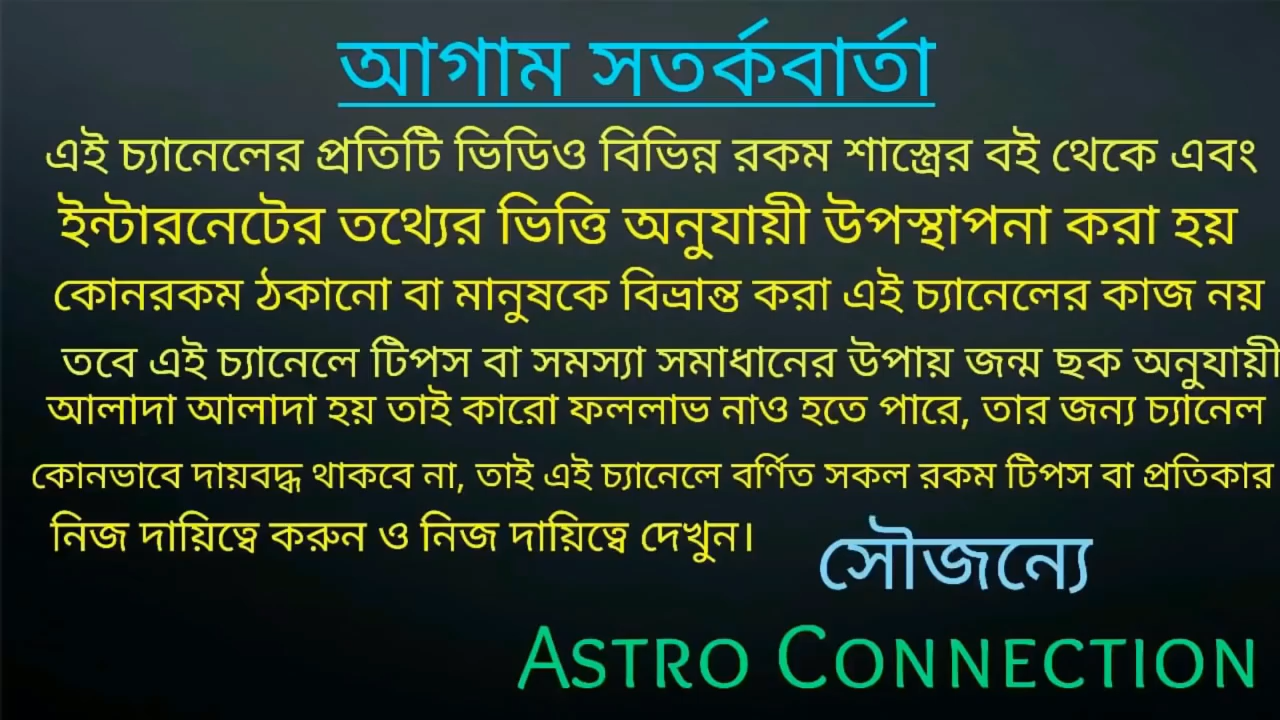 আগাম সতর্কবার্তা
এই চ্যানেলের প্রতিটি ভিডিও বিভিন্ন রকম শাস্ত্রের বই থেকে এবং
ইন্টারনেটের তথ্যের ভিত্তি অনুযায়ী উপস্থাপনা করা হয়
কোনরকম ঠকানো বা মানুষকে বিভ্রান্ত করা এই চ্যানেলের কাজ নয়
তবে এই চ্যানেলে টিপস বা সমস্যা সমাধানের উপায় জন্ম ছক অনুযায়ী
আলাদা আলাদা হয় তাই কারো ফললাভ নাও হতে পারে, তার জন্য চ্যানেল
কোনভাবে দায়বদ্ধ থাকবে না, তাই এই চ্যানেলে বর্ণিত সকল রকম টিপস বা প্রতিকার
নিজ দায়িত্বে করুন ও নিজ দায়িত্বে দেখুন।
সৌজন্যে
ASTRO CONNECTION